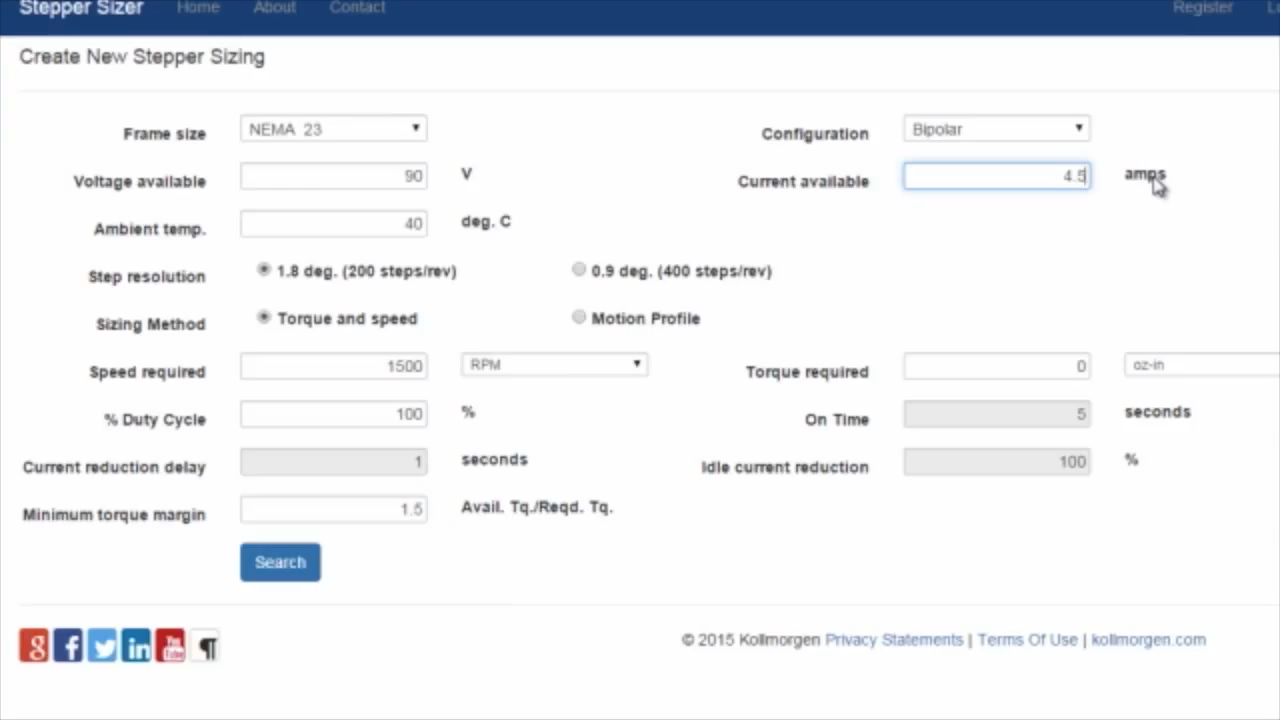 Stepper Sizer Home About Contact Register
Create New Stepper Sizing
Frame size NEMA 23 Configuration Bipolar
Voltage available 90 V Current available 4.5 amps
Ambient temp. 40 deg. C
Step resolution 1.8 deg. (200 steps/rev) 0.9 deg. (400 steps/rev)
Sizing Method Torque and speed Motion Profile
Speed required 1500 RPM Torque required 0 oz-in
% Duty Cycle 100 % On Time 5 seconds
Current reduction delay 1 seconds Idle current reduction 100 %
Minimum torque margin 1.5 Avail. Tq./Reqd. Tq.
Search
g f in You Tube ¶ © 2015 Kollmorgen Privacy Statements | Terms Of Use | kollmorgen.com